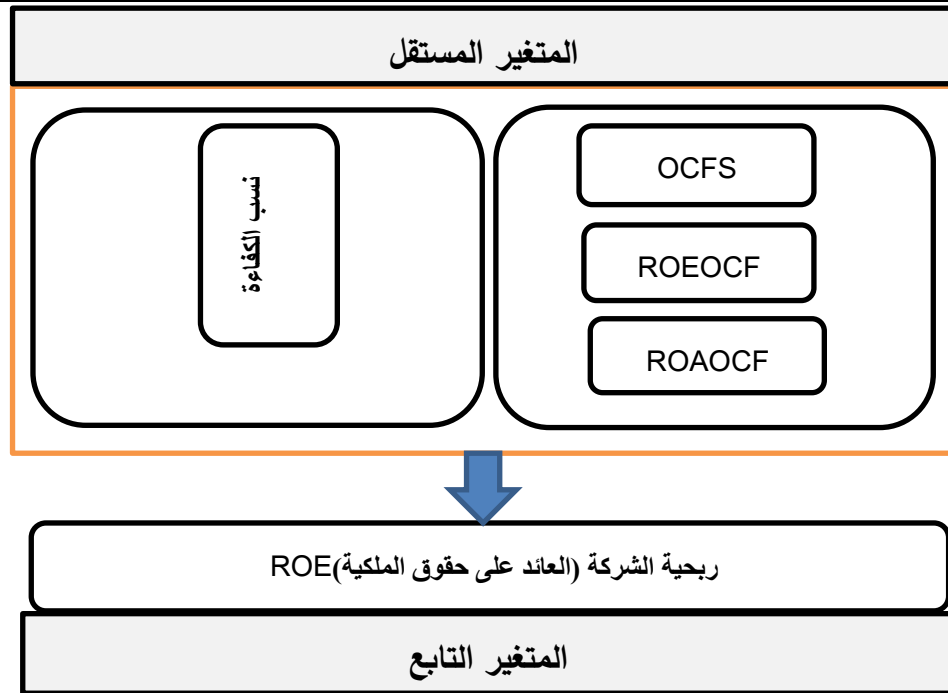 المتغير المستقل
OCFS
ROEOCF
ROAOCF
نسب الكفاءة
ربحية الشركة (العائد على حقوق الملكية)ROE
المتغير التابع